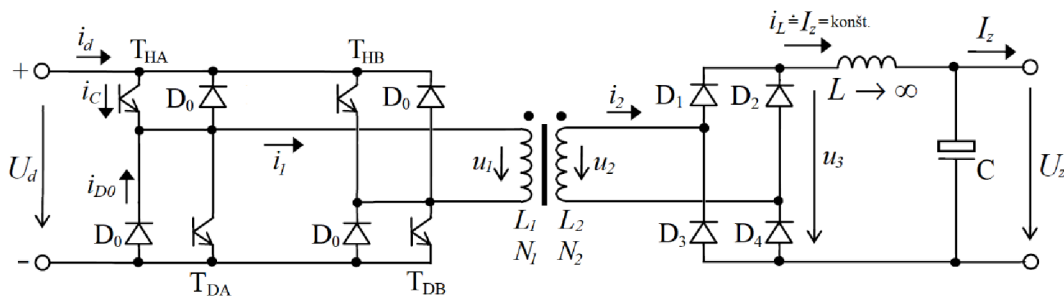 i_d
T_HA
T_HB
i_L ≐ I_z = konšt.
I_z
+
i_C
D_0
D_0
D_1
D_2
L → ∞
i_1
i_2
U_d
i_D0
u_1
u_2
u_3
C
U_z
D_0
D_0
L_1
L_2
D_3
D_4
N_1
N_2
-
T_DA
T_DB